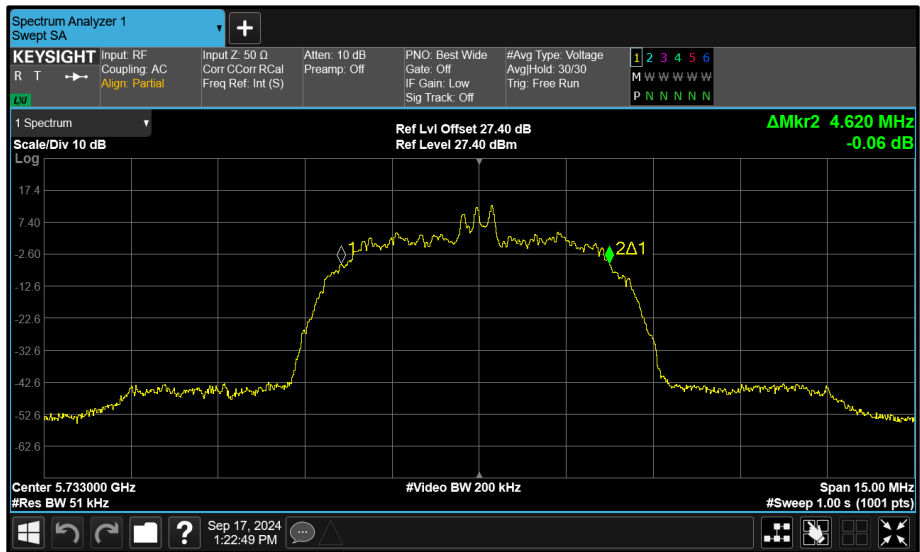 Spectrum Analyzer 1
Swept SA
+
KEYSIGHT
R T
LXI
Input: RF
Coupling: AC
Align: Partial
Input Z: 50 Ω
Corr CCorr RCal
Freq Ref: Int (S)
Atten: 10 dB
Preamp: Off
PNO: Best Wide
Gate: Off
IF Gain: Low
Sig Track: Off
#Avg Type: Voltage
Avg|Hold: 30/30
Trig: Free Run
1 2 3 4 5 6
M W W W W W
P N N N N N
1 Spectrum
Scale/Div 10 dB
Ref Lvl Offset 27.40 dB
Ref Level 27.40 dBm
ΔMkr2 4.620 MHz
-0.06 dB
Log
17.4
7.40
-2.60
-12.6
-22.6
-32.6
-42.6
-52.6
-62.6
1
2Δ1
Center 5.733000 GHz
#Video BW 200 kHz
Span 15.00 MHz
#Res BW 51 kHz
#Sweep 1.00 s (1001 pts)
?
Sep 17, 2024
1:22:49 PM